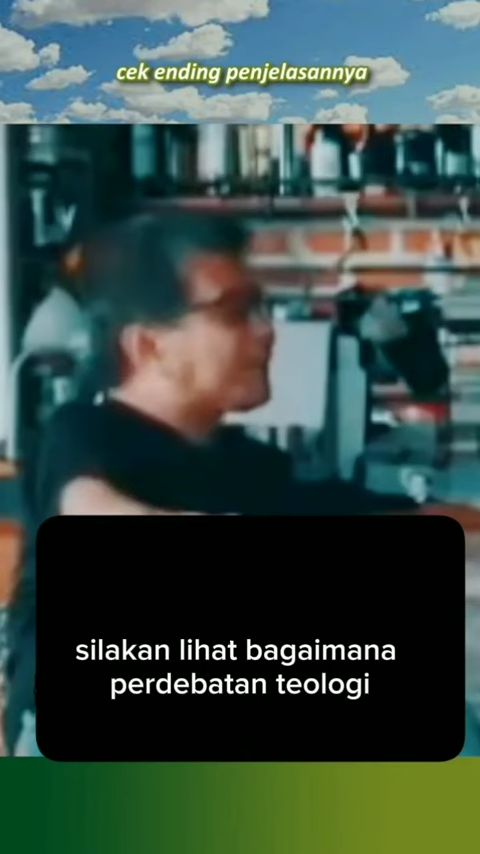 cek ending penjelasannya
silakan lihat bagaimana
perdebatan teologi